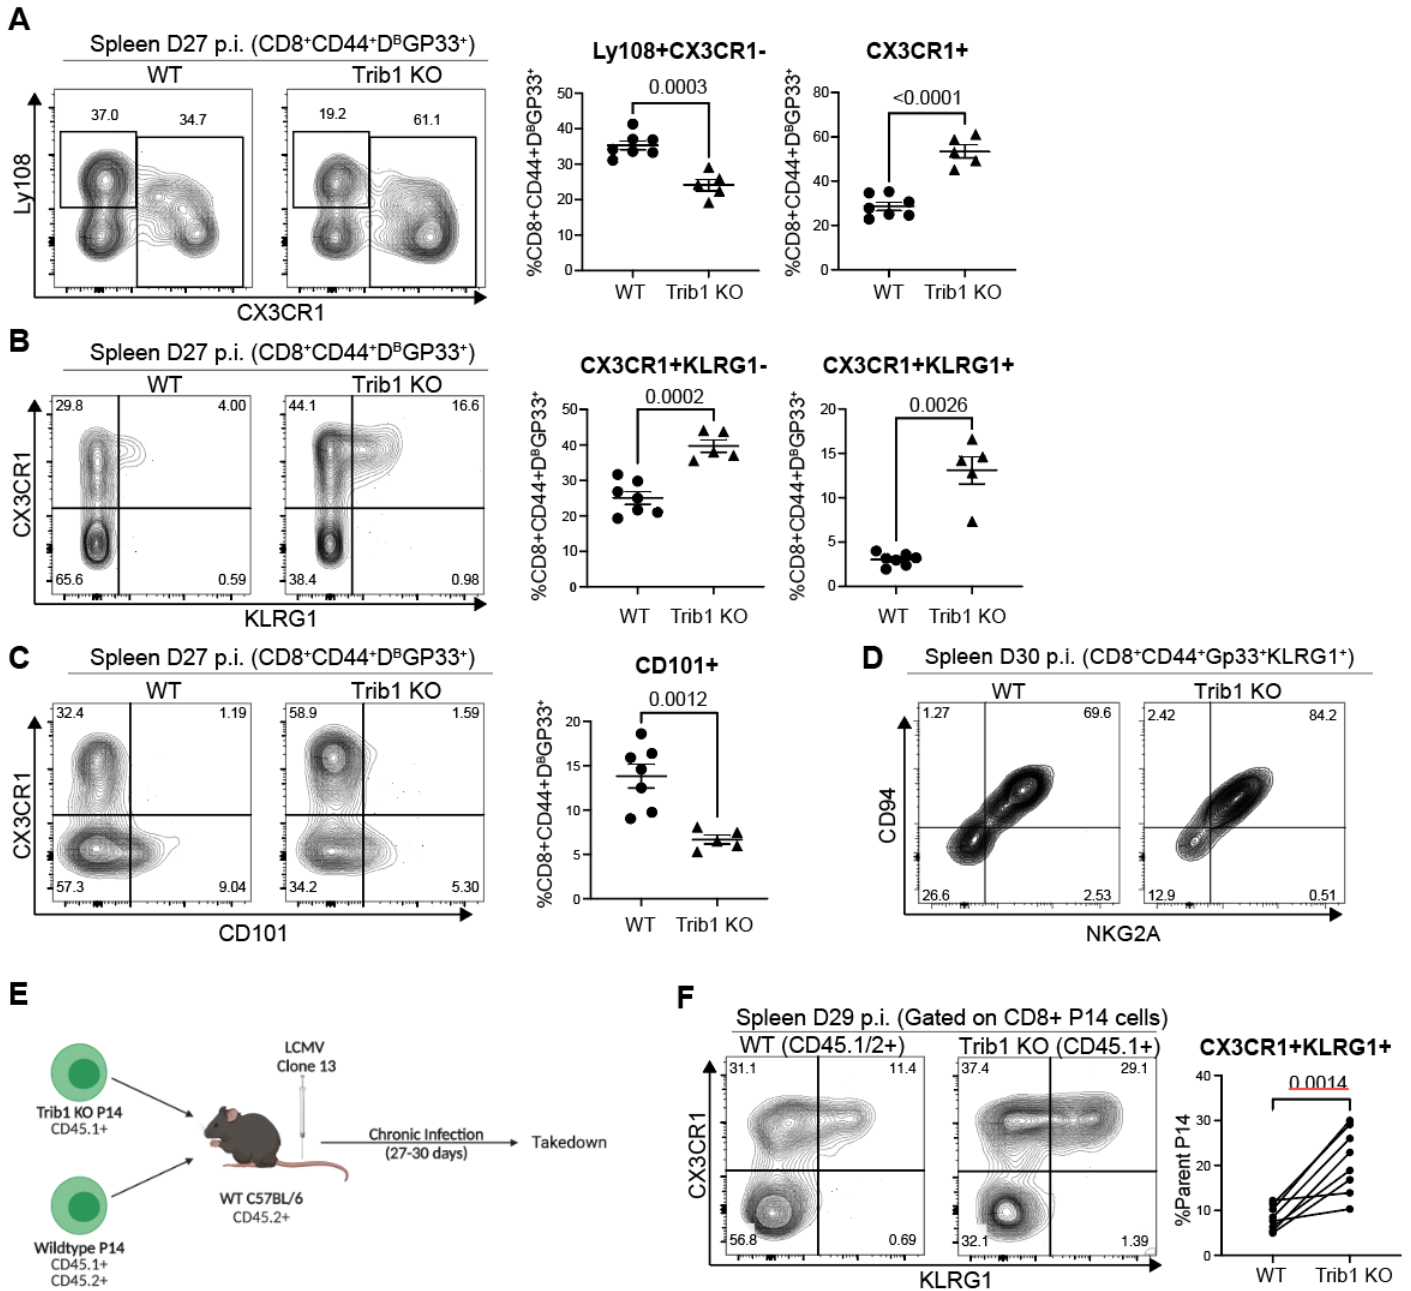 A
Spleen D27 p.i. (CD8⁺CD44⁺DᴮGP33⁺)
WT
Trib1 KO
37.0
34.7
19.2
61.1
Ly108
CX3CR1
Ly108+CX3CR1-
0.0003
%CD8+CD44+DᴮGP33⁺
50
40
30
20
10
0
WT
Trib1 KO
CX3CR1+
<0.0001
%CD8+CD44+DᴮGP33⁺
80
60
40
20
0
WT
Trib1 KO
B
Spleen D27 p.i. (CD8⁺CD44⁺DᴮGP33⁺)
WT
Trib1 KO
29.8
4.00
65.6
0.59
44.1
16.6
38.4
0.98
CX3CR1
KLRG1
CX3CR1+KLRG1-
0.0002
%CD8+CD44+DᴮGP33⁺
50
40
30
20
10
0
WT
Trib1 KO
CX3CR1+KLRG1+
0.0026
%CD8+CD44+DᴮGP33⁺
20
15
10
5
0
WT
Trib1 KO
C
Spleen D27 p.i. (CD8⁺CD44⁺DᴮGP33⁺)
WT
Trib1 KO
32.4
1.19
57.3
9.04
58.9
1.59
34.2
5.30
CX3CR1
CD101
CD101+
0.0012
%CD8+CD44+DᴮGP33⁺
20
15
10
5
0
WT
Trib1 KO
D
Spleen D30 p.i. (CD8⁺CD44⁺Gp33⁺KLRG1⁺)
WT
Trib1 KO
1.27
69.6
26.6
2.53
2.42
84.2
12.9
0.51
CD94
NKG2A
E
Trib1 KO P14
CD45.1+
Wildtype P14
CD45.1+
CD45.2+
LCMV
Clone 13
WT C57BL/6
CD45.2+
Chronic Infection
(27-30 days)
Takedown
F
Spleen D29 p.i. (Gated on CD8+ P14 cells)
WT (CD45.1/2+)
Trib1 KO (CD45.1+)
31.1
11.4
56.8
0.69
37.4
29.1
32.1
1.39
CX3CR1
KLRG1
CX3CR1+KLRG1+
0.0014
%Parent P14
40
30
20
10
0
WT
Trib1 KO